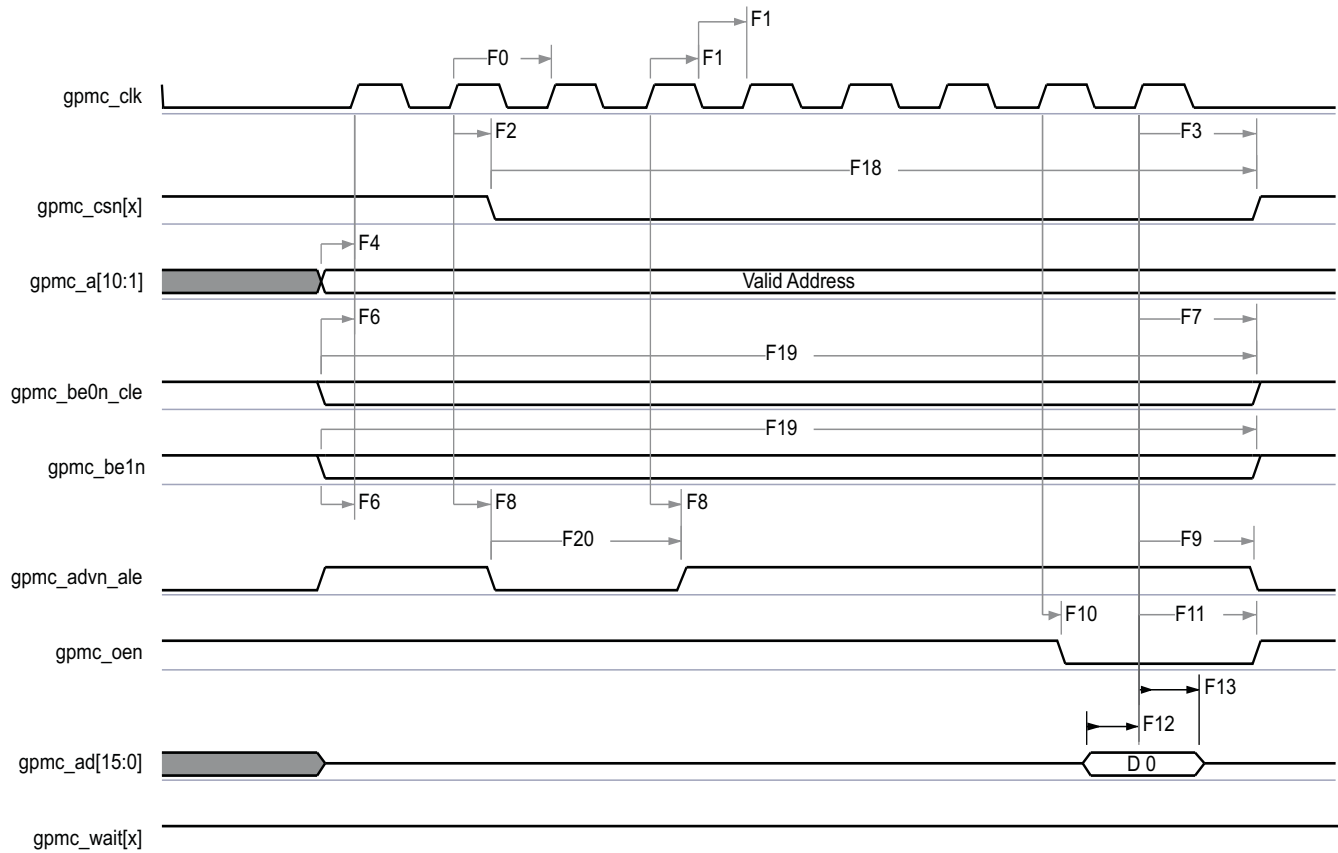 F1
F0
F1
gpmc_clk
F2
F3
F18
gpmc_csn[x]
F4
gpmc_a[10:1]
Valid Address
F6
F7
F19
gpmc_be0n_cle
F19
gpmc_be1n
F6
F8
F8
F20
F9
gpmc_advn_ale
F10
F11
gpmc_oen
F13
F12
gpmc_ad[15:0]
D 0
gpmc_wait[x]